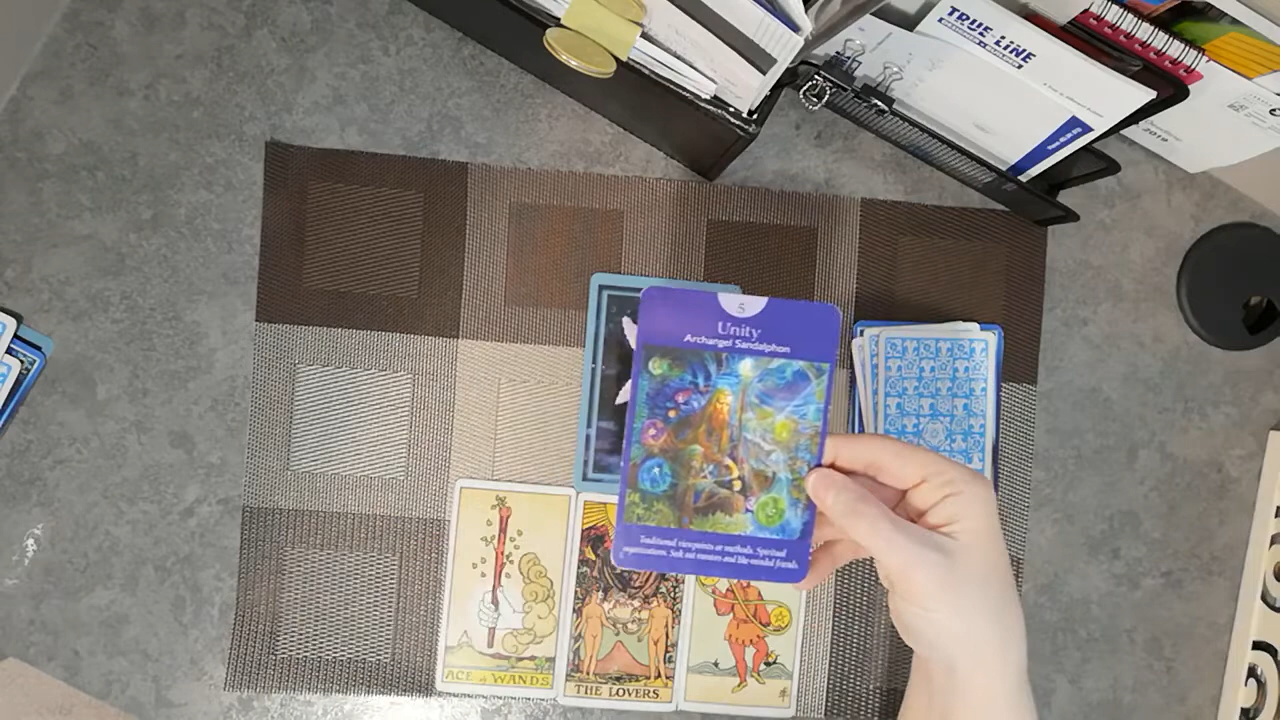 TRUE-LINE
2019
5
Unity
Archangel Sandalphon
Traditional viewpoints or methods. Spiritual
organizations. Seek out mentors and like-minded friends.
ACE of WANDS.
THE LOVERS.